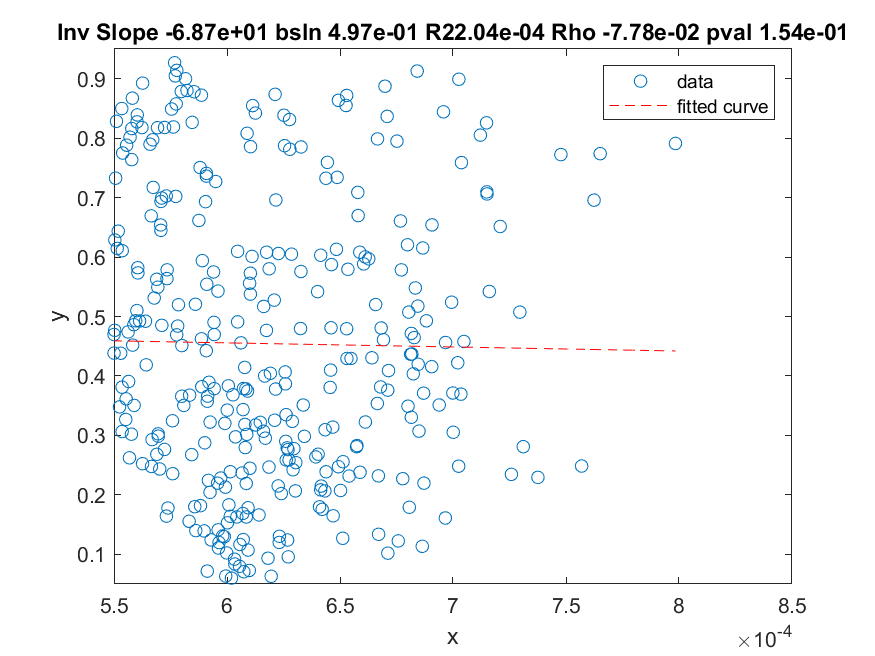 Inv Slope -6.87e+01 bsln 4.97e-01 R22.04e-04 Rho -7.78e-02 pval 1.54e-01
data
fitted curve
0.9
0.8
0.7
0.6
0.5
0.4
0.3
0.2
0.1
y
5.5 6 6.5 7 7.5 8 8.5
x
×10⁻⁴